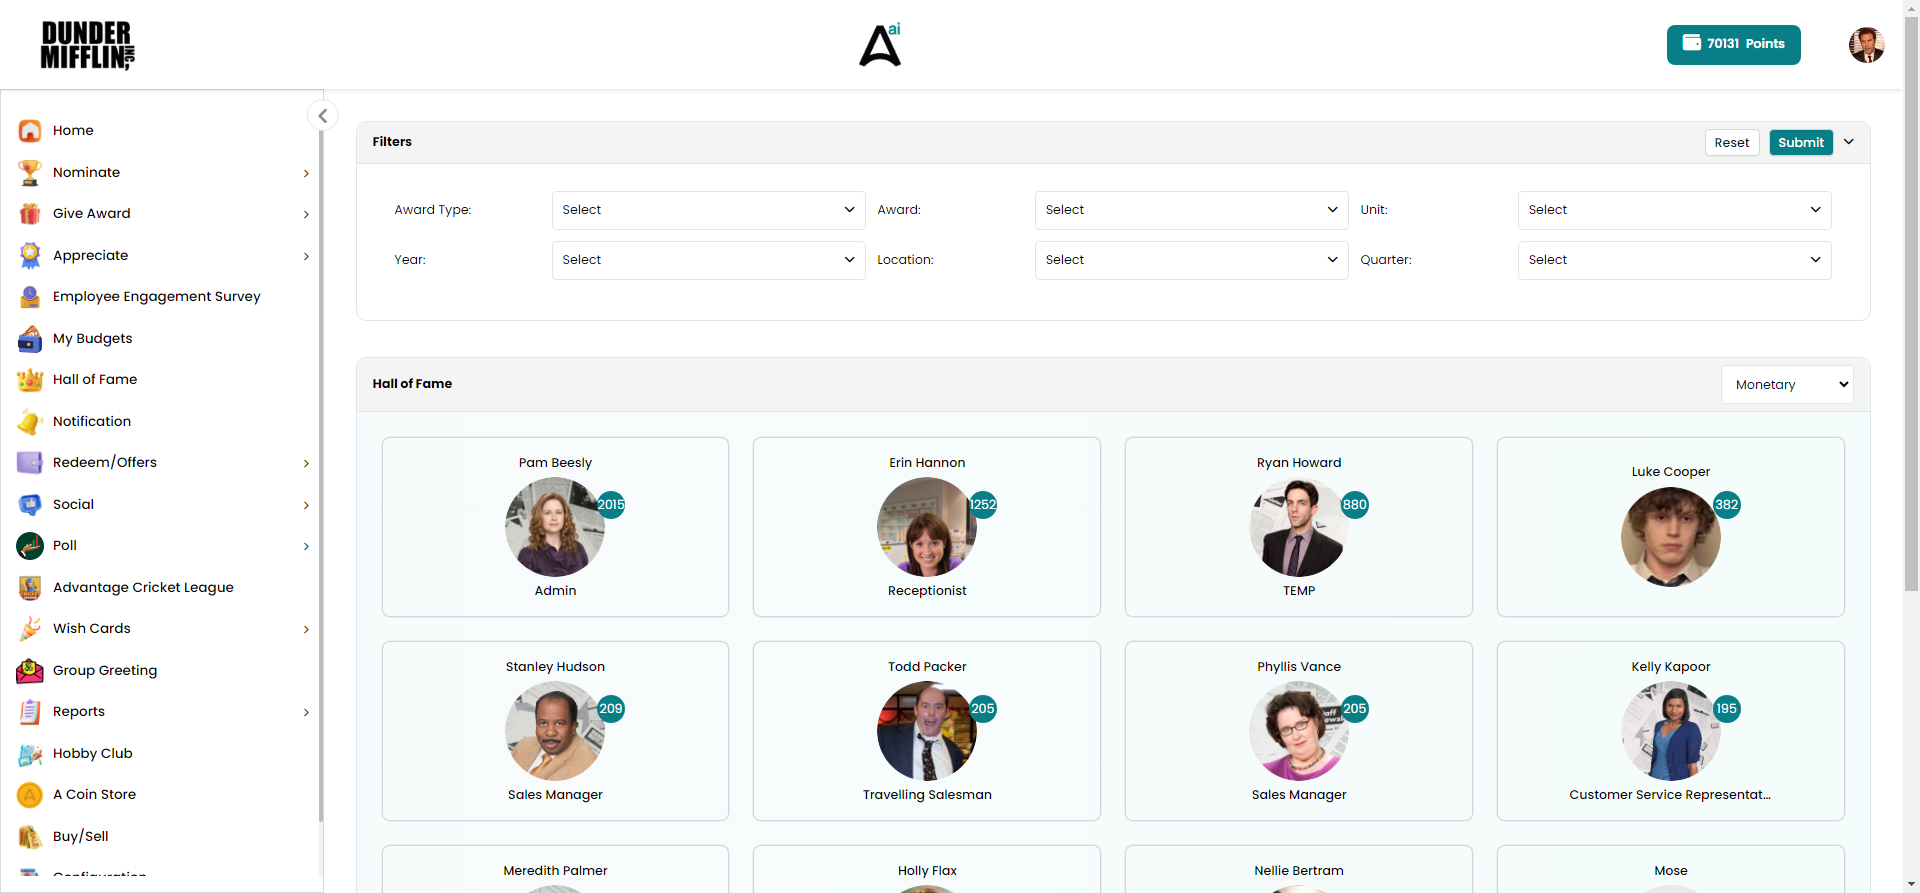 DUNDER
MIFFLIN INC,
ai
70131 Points
Home
Nominate
Give Award
Appreciate
Employee Engagement Survey
My Budgets
Hall of Fame
Notification
Redeem/Offers
Social
Poll
Advantage Cricket League
Wish Cards
Group Greeting
Reports
Hobby Club
A Coin Store
Buy/Sell
Configuration
Filters
Reset
Submit
Award Type: Select Award: Select Unit: Select
Year: Select Location: Select Quarter: Select
Hall of Fame
Monetary
Pam Beesly
2015
Admin
Erin Hannon
1252
Receptionist
Ryan Howard
880
TEMP
Luke Cooper
382
Stanley Hudson
209
Sales Manager
Todd Packer
205
Travelling Salesman
Phyllis Vance
205
Sales Manager
Kelly Kapoor
195
Customer Service Representat...
Meredith Palmer
Holly Flax
Nellie Bertram
Mose